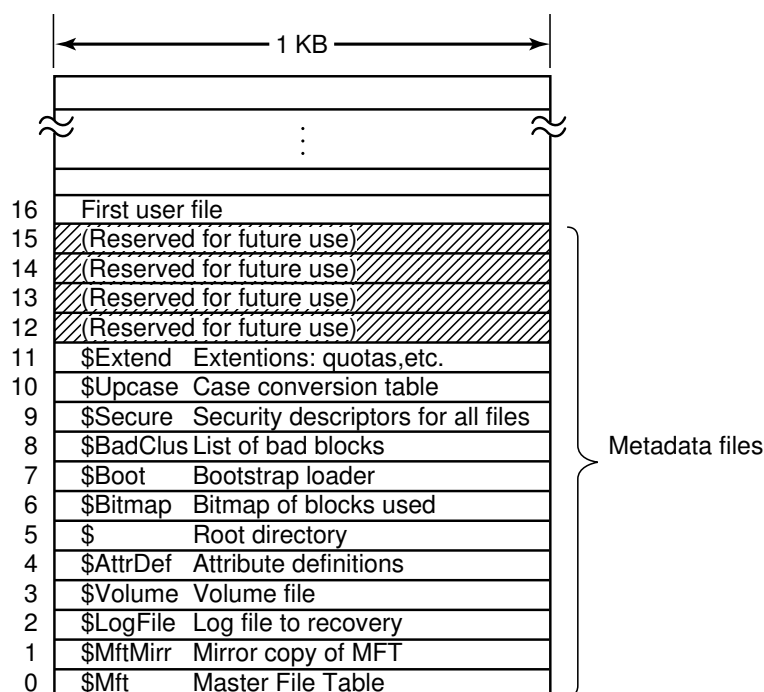 1 KB
16 First user file
15 (Reserved for future use)
14 (Reserved for future use)
13 (Reserved for future use)
12 (Reserved for future use)
11 $Extend Extentions: quotas,etc.
10 $Upcase Case conversion table
9 $Secure Security descriptors for all files
8 $BadClus List of bad blocks
7 $Boot Bootstrap loader
6 $Bitmap Bitmap of blocks used
5 $ Root directory
4 $AttrDef Attribute definitions
3 $Volume Volume file
2 $LogFile Log file to recovery
1 $MftMirr Mirror copy of MFT
0 $Mft Master File Table
Metadata files